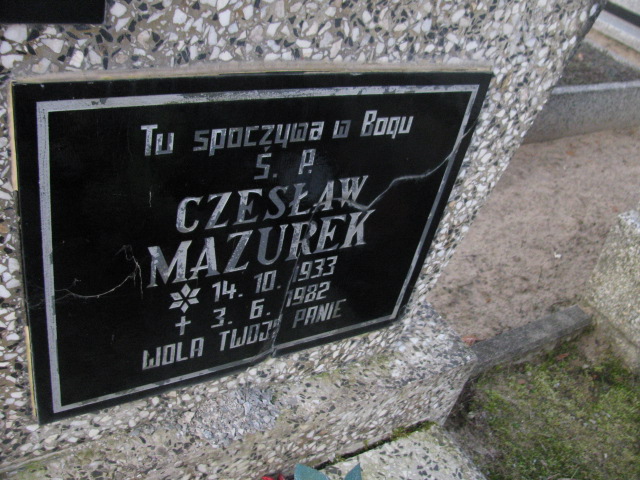 Tu spoczywa w Bogu
Ś. P.
CZESŁAW
MAZUREK
14. 10. 1933
3. 6. 1982
WOLA TWOJA PANIE